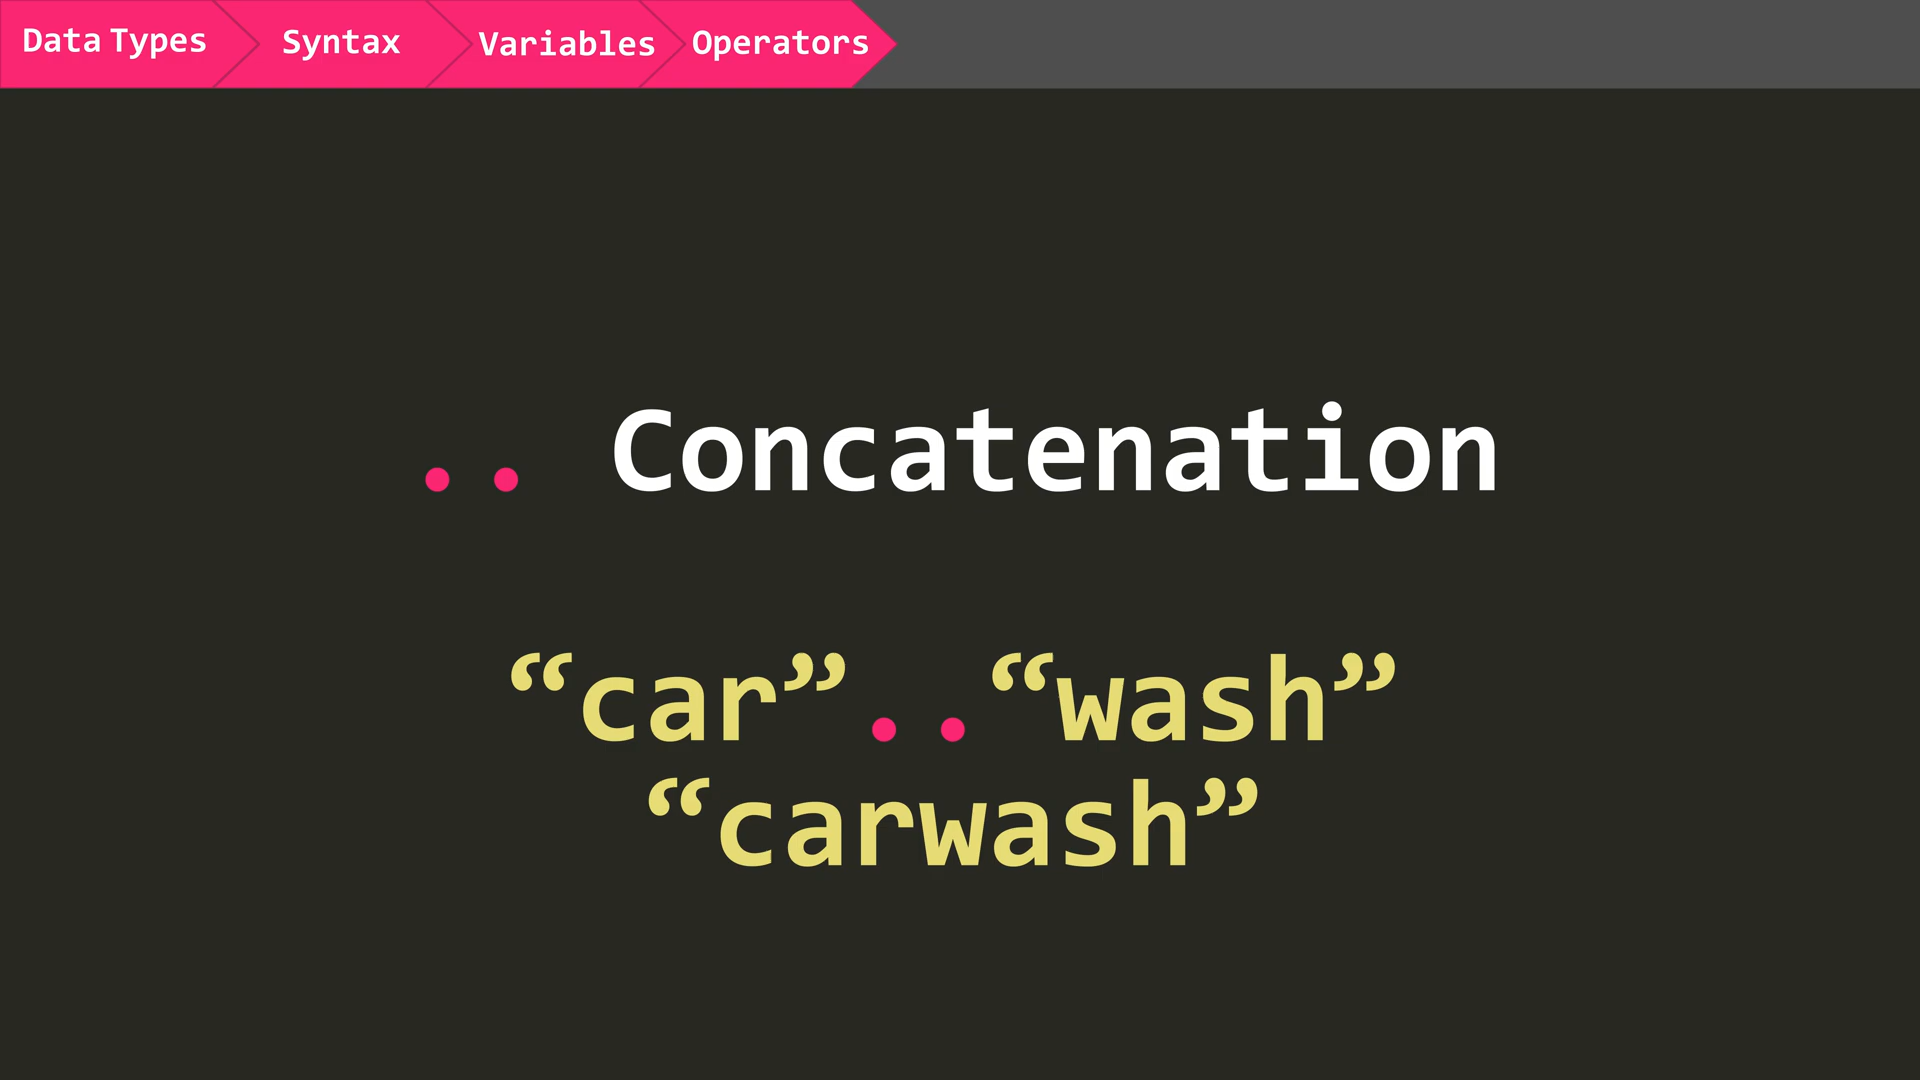 Data Types Syntax Variables Operators
.. Concatenation
“car”..“wash”
“carwash”